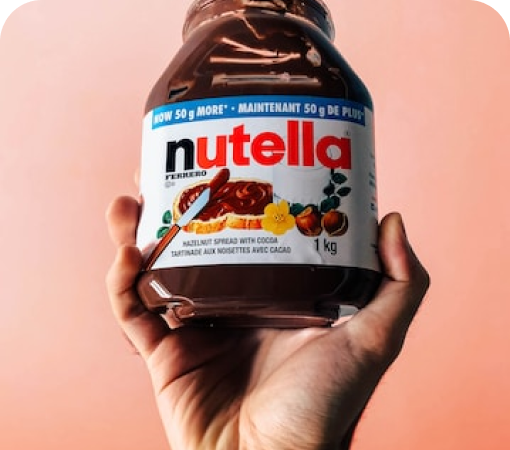 NOW 50 g MORE* • MAINTENANT 50 g DE PLUS*
nutella
FERRERO
HAZELNUT SPREAD WITH COCOA
TARTINADE AUX NOISETTES AVEC CACAO
1 kg